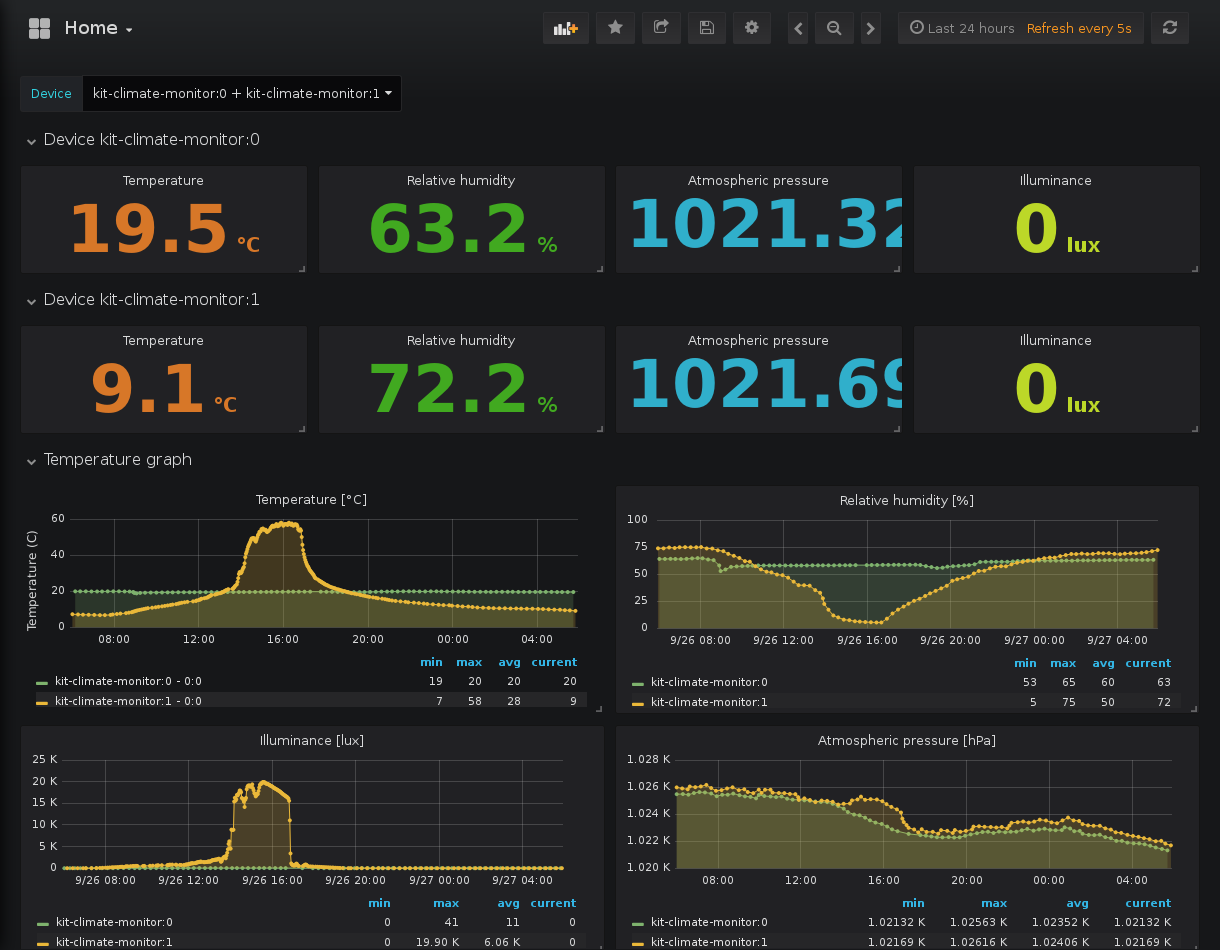 Home
Last 24 hours Refresh every 5s
Device kit-climate-monitor:0 + kit-climate-monitor:1
Device kit-climate-monitor:0
Temperature Relative humidity Atmospheric pressure Illuminance
19.5 °C 63.2 % 1021.32 0 lux
Device kit-climate-monitor:1
Temperature Relative humidity Atmospheric pressure Illuminance
9.1 °C 72.2 % 1021.69 0 lux
Temperature graph
Temperature [°C]
Temperature (C)
60
40
20
0
08:00 12:00 16:00 20:00 00:00 04:00
min max avg current
kit-climate-monitor:0 - 0:0 19 20 20 20
kit-climate-monitor:1 - 0:0 7 58 28 9
Relative humidity [%]
100
75
50
25
0
9/26 08:00 9/26 12:00 9/26 16:00 9/26 20:00 9/27 00:00 9/27 04:00
min max avg current
kit-climate-monitor:0 53 65 60 63
kit-climate-monitor:1 5 75 50 72
Illuminance [lux]
25 K
20 K
15 K
10 K
5 K
0
9/26 08:00 9/26 12:00 9/26 16:00 9/26 20:00 9/27 00:00 9/27 04:00
min max avg current
kit-climate-monitor:0 0 41 11 0
kit-climate-monitor:1 0 19.90 K 6.06 K 0
Atmospheric pressure [hPa]
1.028 K
1.026 K
1.024 K
1.022 K
1.020 K
08:00 12:00 16:00 20:00 00:00 04:00
min max avg current
kit-climate-monitor:0 1.02132 K 1.02563 K 1.02352 K 1.02132 K
kit-climate-monitor:1 1.02169 K 1.02616 K 1.02406 K 1.02169 K